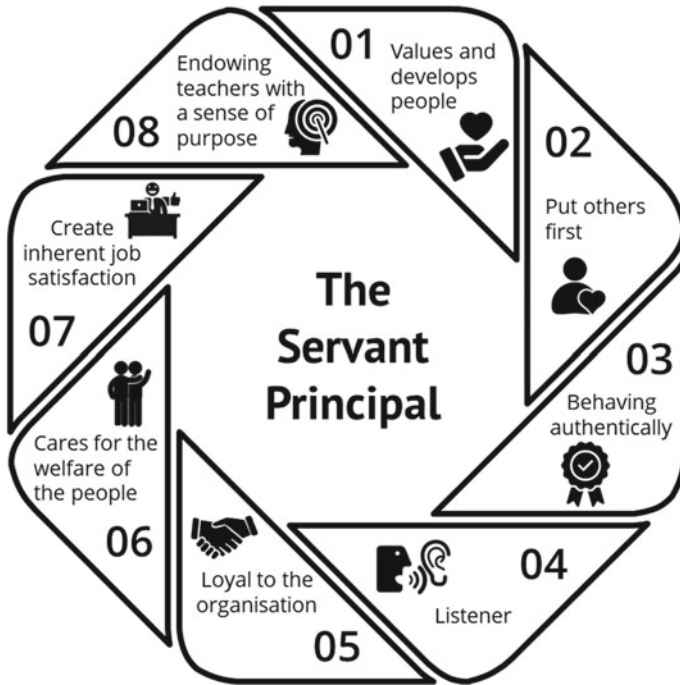 The
Servant
Principal
01
Values and
develops
people
02
Put others
first
03
Behaving
authentically
04
Listener
Loyal to the
organisation
05
Cares for the
welfare of
the people
06
Create
inherent job
satisfaction
07
Endowing
teachers with
a sense of
purpose
08